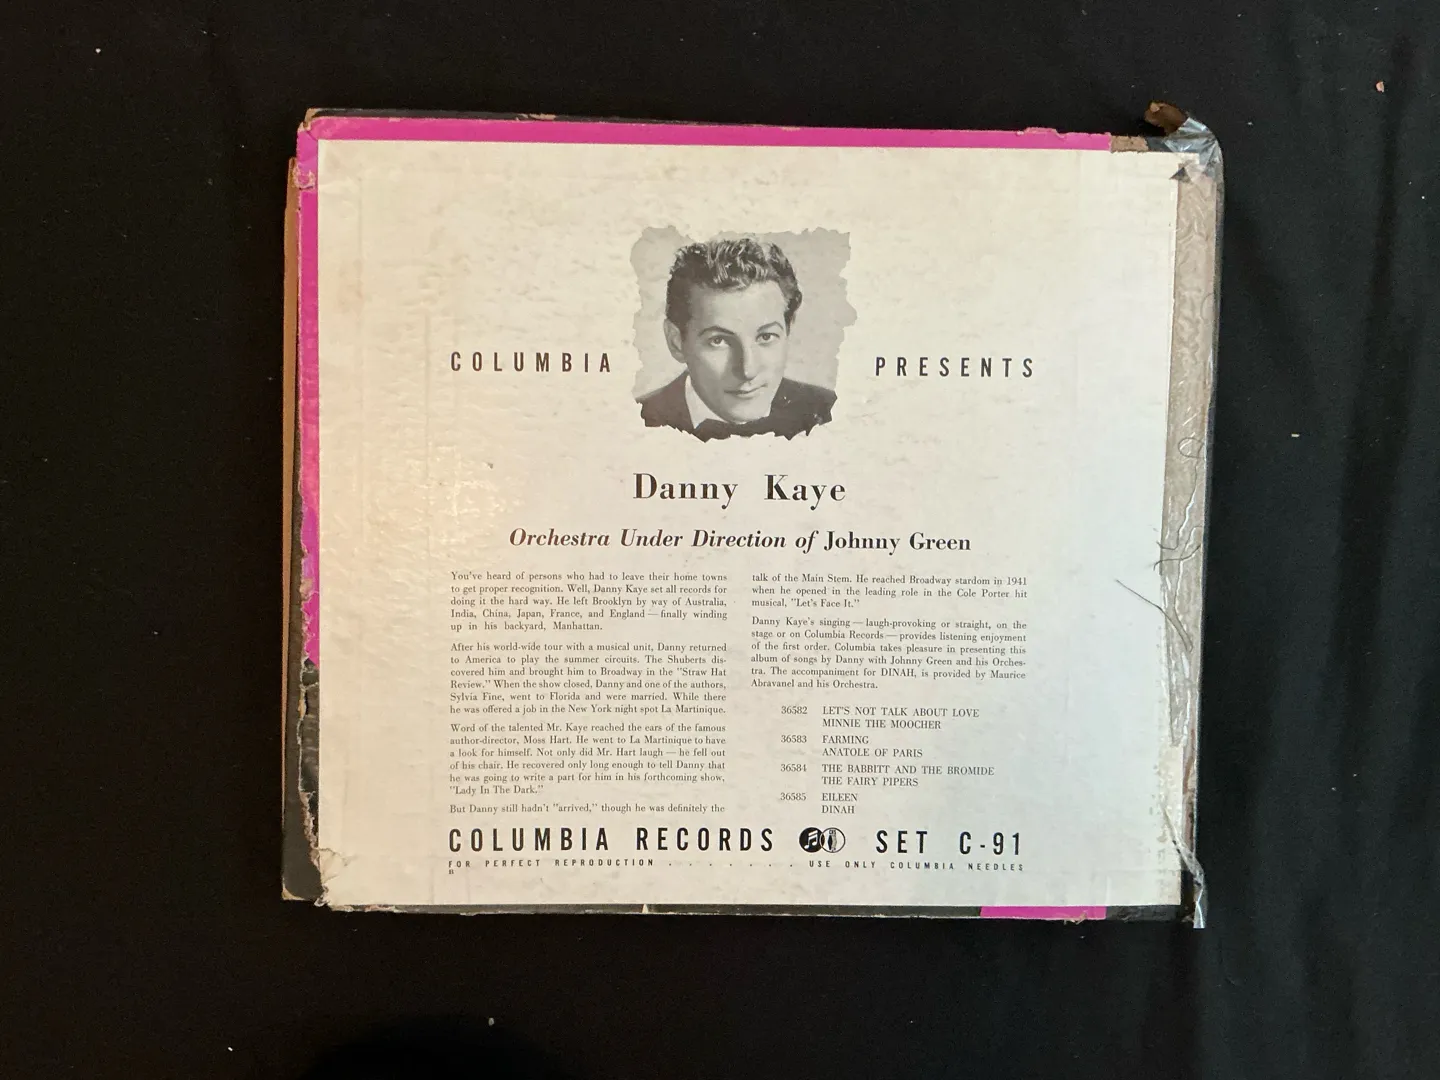 COLUMBIA PRESENTS
Danny Kaye
Orchestra Under Direction of Johnny Green
You've heard of persons who had to leave their home towns
to get proper recognition. Well, Danny Kaye set all records for
doing it the hard way. He left Brooklyn by way of Australia,
India, China, Japan, France, and England — finally winding
up in his backyard, Manhattan.
After his world-wide tour with a musical unit, Danny returned
to America to play the summer circuits. The Shuberts dis-
covered him and brought him to Broadway in the "Straw Hat
Review." When the show closed, Danny and one of the authors,
Sylvia Fine, went to Florida and were married. While there
he was offered a job in the New York night spot La Martinique.
Word of the talented Mr. Kaye reached the ears of the famous
author-director, Moss Hart. He went to La Martinique to have
a look for himself. Not only did Mr. Hart laugh — he fell out
of his chair. He recovered only long enough to tell Danny that
he was going to write a part for him in his forthcoming show,
"Lady In The Dark."
But Danny still hadn't "arrived," though he was definitely the
talk of the Main Stem. He reached Broadway stardom in 1941
when he opened in the leading role in the Cole Porter hit
musical, "Let's Face It."
Danny Kaye's singing — laugh-provoking or straight, on the
stage or on Columbia Records — provides listening enjoyment
of the first order. Columbia takes pleasure in presenting this
album of songs by Danny with Johnny Green and his Orches-
tra. The accompaniment for DINAH, is provided by Maurice
Abravanel and his Orchestra.
36582 LET'S NOT TALK ABOUT LOVE
MINNIE THE MOOCHER
36583 FARMING
ANATOLE OF PARIS
36584 THE BABBITT AND THE BROMIDE
THE FAIRY PIPERS
36585 EILEEN
DINAH
COLUMBIA RECORDS SET C-91
FOR PERFECT REPRODUCTION . . . . . . . USE ONLY COLUMBIA NEEDLES
B